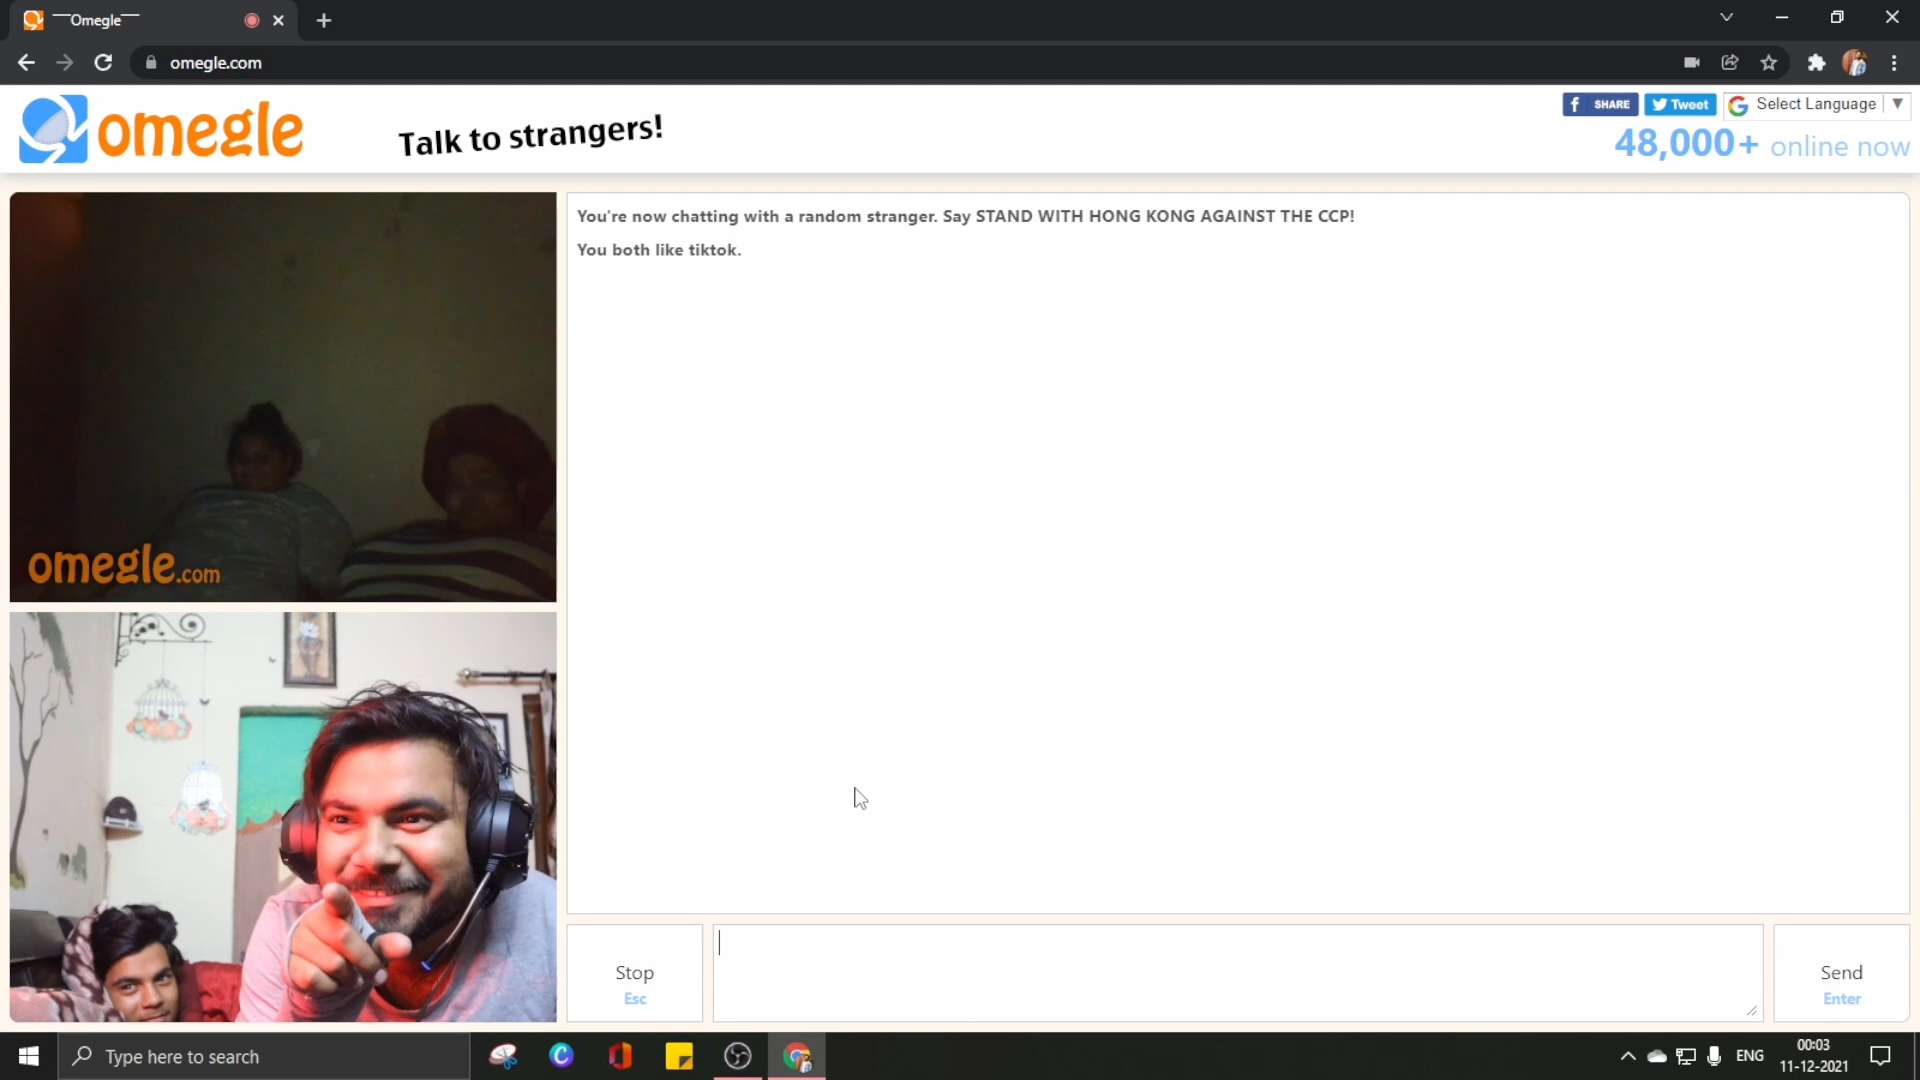 Omegle
omegle.com
omegle
Talk to strangers!
SHARE
Tweet
Select Language
48,000+ online now
You're now chatting with a random stranger. Say STAND WITH HONG KONG AGAINST THE CCP!
You both like tiktok.
omegle.com
Stop
Esc
Send
Enter
Type here to search
ENG
00:03
11-12-2021